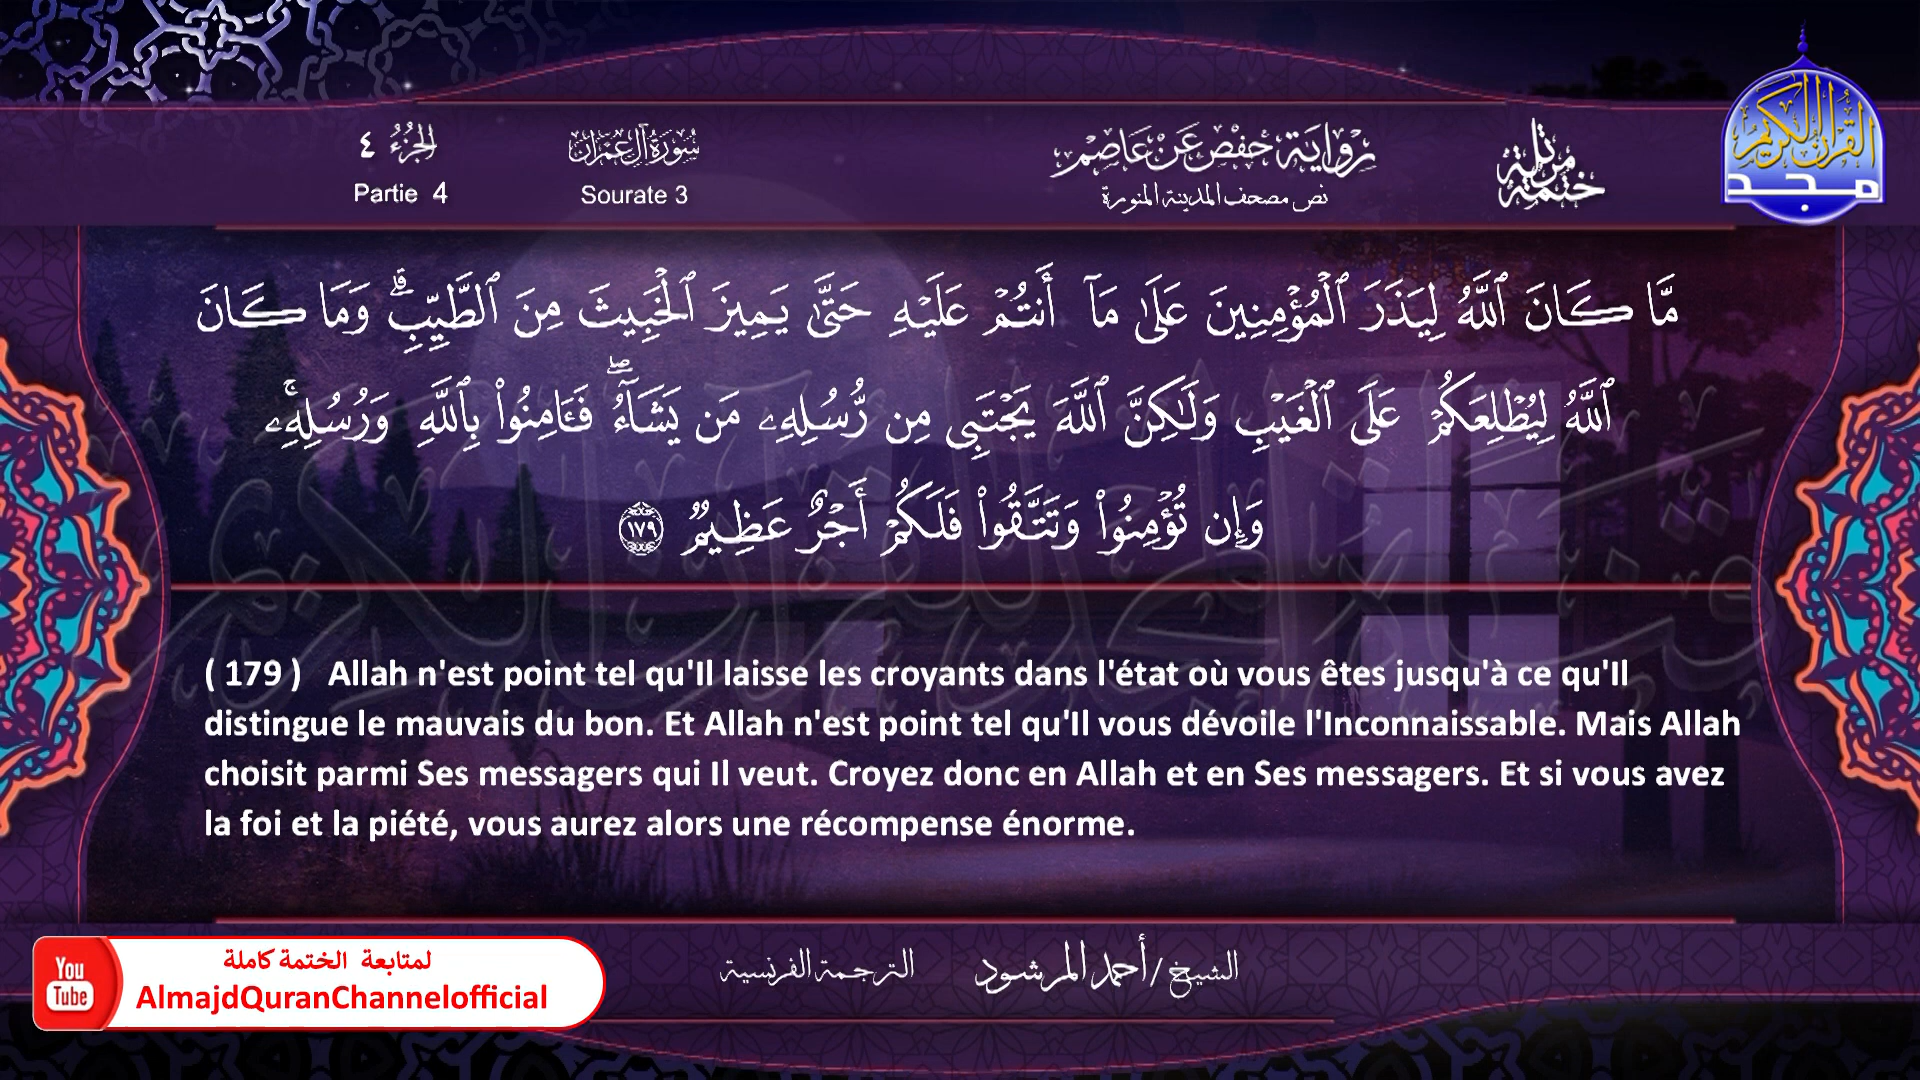 الجزء ٤
Partie 4
سورة آل عمران
Sourate 3
رواية حفص عن عاصم
نص مصحف المدينة المنورة
ختمة مرتلة
القرآن الكريم
مجد
مَّا كَانَ ٱللَّهُ لِيَذَرَ ٱلْمُؤْمِنِينَ عَلَىٰ مَآ أَنتُمْ عَلَيْهِ حَتَّىٰ يَمِيزَ ٱلْخَبِيثَ مِنَ ٱلطَّيِّبِ ۗ وَمَا كَانَ
ٱللَّهُ لِيُطْلِعَكُمْ عَلَى ٱلْغَيْبِ وَلَٰكِنَّ ٱللَّهَ يَجْتَبِى مِن رُّسُلِهِۦ مَن يَشَآءُ ۖ فَـَٔامِنُوا۟ بِٱللَّهِ وَرُسُلِهِۦ ۚ
وَإِن تُؤْمِنُوا۟ وَتَتَّقُوا۟ فَلَكُمْ أَجْرٌ عَظِيمٌ ١٧٩
( 179 ) Allah n'est point tel qu'Il laisse les croyants dans l'état où vous êtes jusqu'à ce qu'Il
distingue le mauvais du bon. Et Allah n'est point tel qu'Il vous dévoile l'Inconnaissable. Mais Allah
choisit parmi Ses messagers qui Il veut. Croyez donc en Allah et en Ses messagers. Et si vous avez
la foi et la piété, vous aurez alors une récompense énorme.
You
Tube
لمتابعة الختمة كاملة
AlmajdQuranChannelofficial
الشيخ / أحمد المرشود
الترجمة الفرنسية